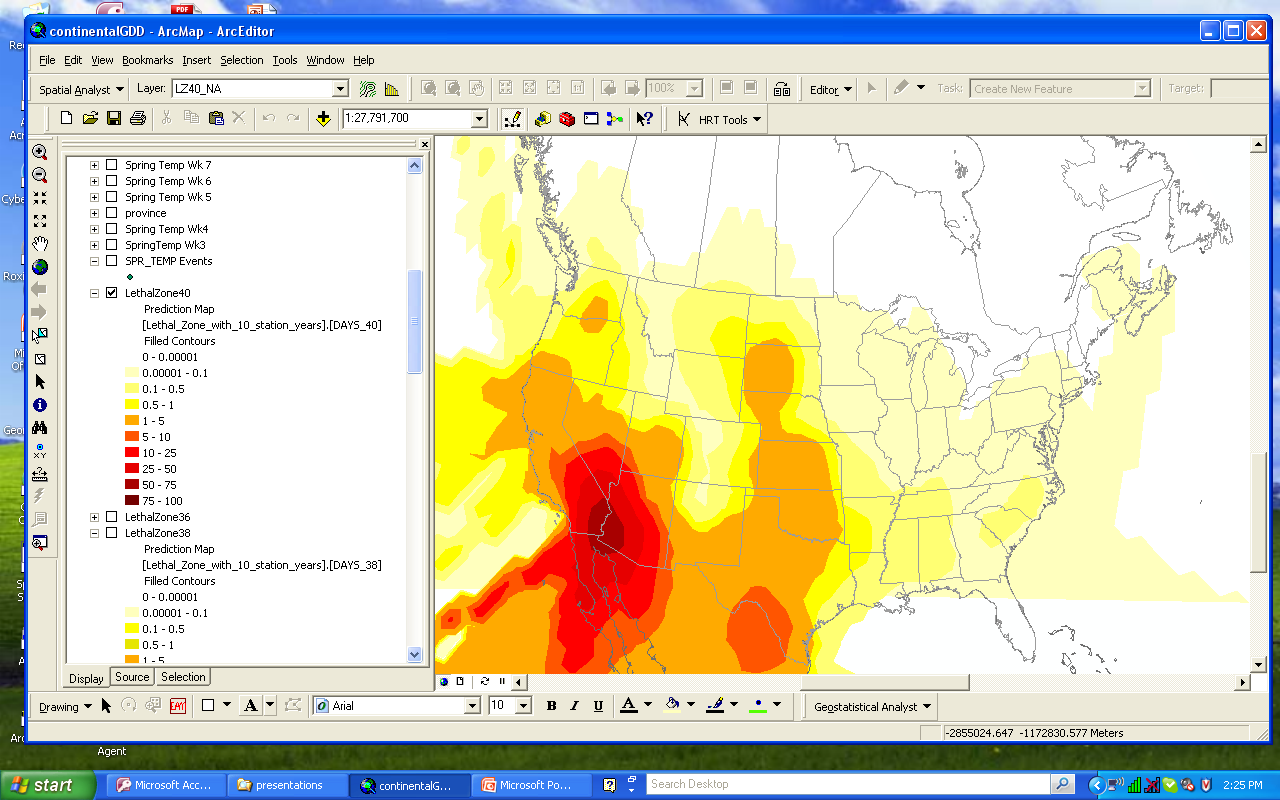 continentalGDD - ArcMap - ArcEditor
File Edit View Bookmarks Insert Selection Tools Window Help
Spatial Analyst Layer: LZ40_NA 100% Editor Task: Create New Feature Target:
1:27,791,700 HRT Tools
Spring Temp Wk 7
Spring Temp Wk 6
Spring Temp Wk 5
province
Spring Temp Wk4
SpringTemp Wk3
SPR_TEMP Events
LethalZone40
Prediction Map
[Lethal_Zone_with_10_station_years].[DAYS_40]
Filled Contours
0 - 0.00001
0.00001 - 0.1
0.1 - 0.5
0.5 - 1
1 - 5
5 - 10
10 - 25
25 - 50
50 - 75
75 - 100
LethalZone36
LethalZone38
Prediction Map
[Lethal_Zone_with_10_station_years].[DAYS_38]
Filled Contours
0 - 0.00001
0.00001 - 0.1
0.1 - 0.5
0.5 - 1
1 - 5
Display Source Selection
Drawing A Arial 10 B I U A Geostatistical Analyst
-2855024.647 -1172830.577 Meters
Agent
start Microsoft Acc... presentations continentalG... Microsoft Po... Search Desktop 2:25 PM